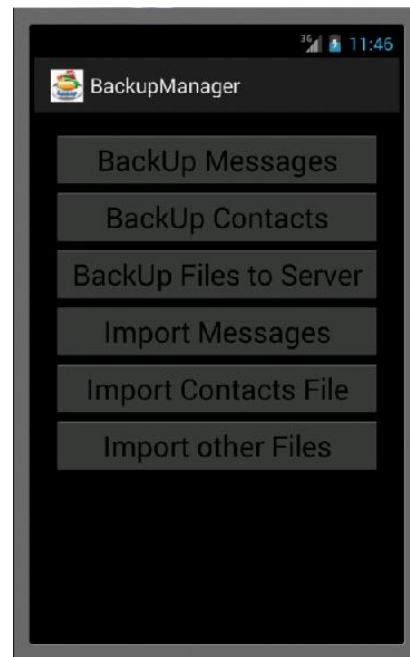 3G 11:46
BackupManager
BackUp Messages
BackUp Contacts
BackUp Files to Server
Import Messages
Import Contacts File
Import other Files